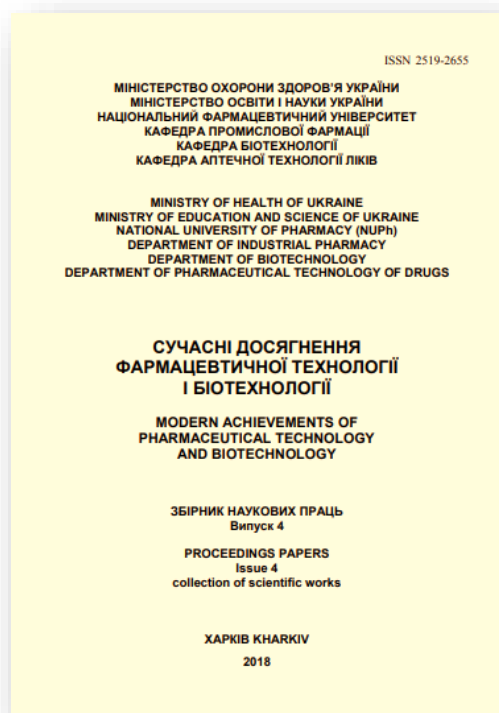 ISSN 2519-2655
МІНІСТЕРСТВО ОХОРОНИ ЗДОРОВ'Я УКРАЇНИ
МІНІСТЕРСТВО ОСВІТИ І НАУКИ УКРАЇНИ
НАЦІОНАЛЬНИЙ ФАРМАЦЕВТИЧНИЙ УНІВЕРСИТЕТ
КАФЕДРА ПРОМИСЛОВОЇ ФАРМАЦІЇ
КАФЕДРА БІОТЕХНОЛОГІЇ
КАФЕДРА АПТЕЧНОЇ ТЕХНОЛОГІЇ ЛІКІВ
MINISTRY OF HEALTH OF UKRAINE
MINISTRY OF EDUCATION AND SCIENCE OF UKRAINE
NATIONAL UNIVERSITY OF PHARMACY (NUPh)
DEPARTMENT OF INDUSTRIAL PHARMACY
DEPARTMENT OF BIOTECHNOLOGY
DEPARTMENT OF PHARMACEUTICAL TECHNOLOGY OF DRUGS
СУЧАСНІ ДОСЯГНЕННЯ
ФАРМАЦЕВТИЧНОЇ ТЕХНОЛОГІЇ
І БІОТЕХНОЛОГІЇ
MODERN ACHIEVEMENTS OF
PHARMACEUTICAL TECHNOLOGY
AND BIOTECHNOLOGY
ЗБІРНИК НАУКОВИХ ПРАЦЬ
Випуск 4
PROCEEDINGS PAPERS
Issue 4
collection of scientific works
ХАРКІВ KHARKIV
2018